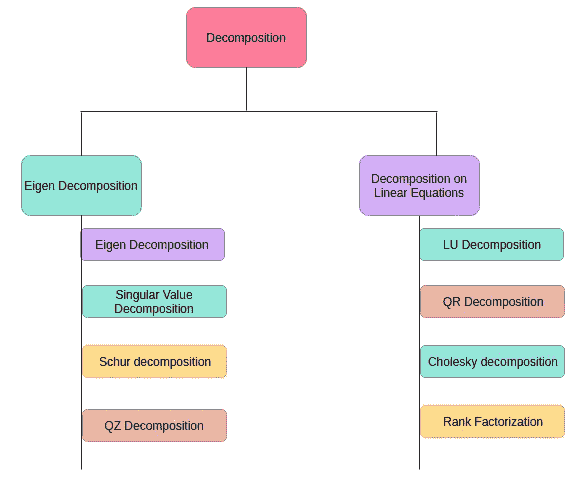 Decomposition
Eigen Decomposition
Decomposition on
Linear Equations
Eigen Decomposition
Singular Value
Decomposition
Schur decomposition
QZ Decomposition
LU Decomposition
QR Decomposition
Cholesky decomposition
Rank Factorization